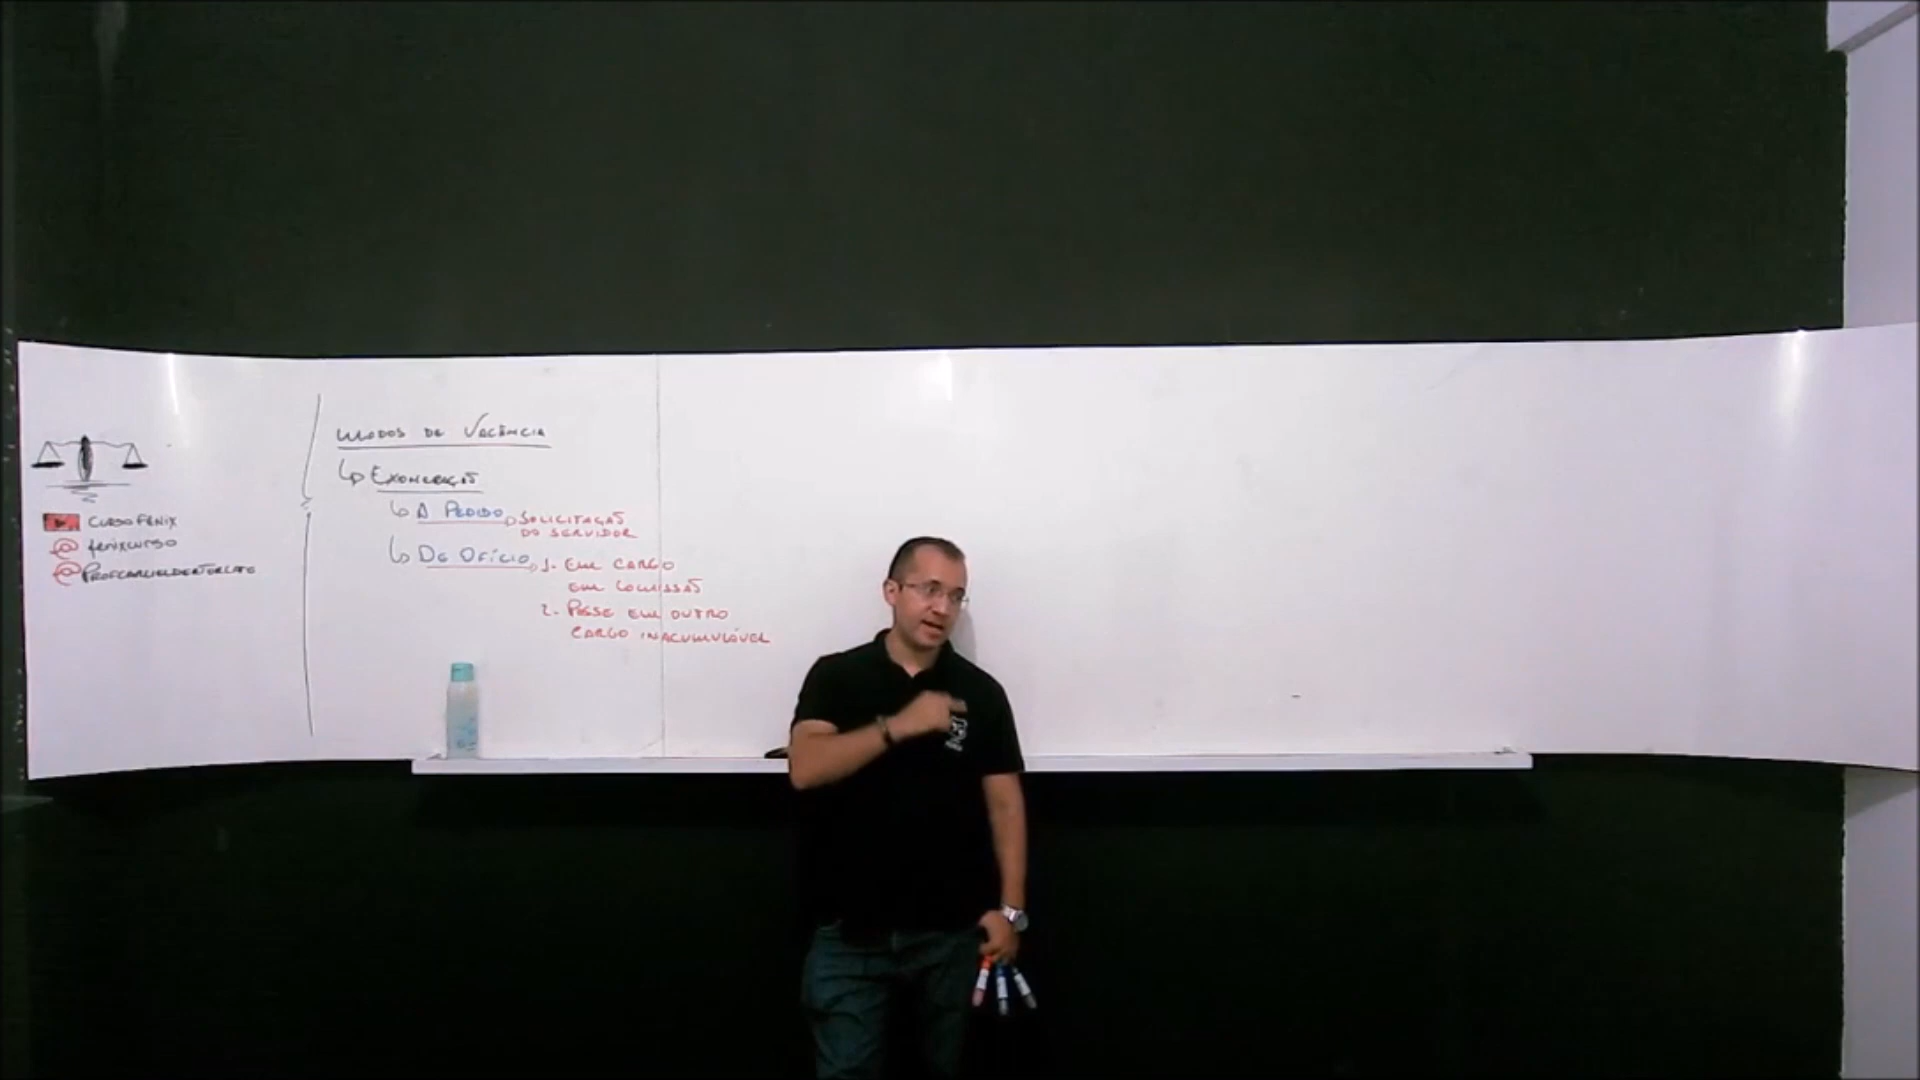 CURSO FÊNIX
@ fenixcurso
@
MODOS DE VACÂNCIA
EXONERAÇÃO
A PEDIDO SOLICITAÇÃO
DO SERVIDOR
DE OFÍCIO 1. EM CARGO
EM COMISSÃO
2. POSSE EM OUTRO
CARGO INACUMULÁVEL